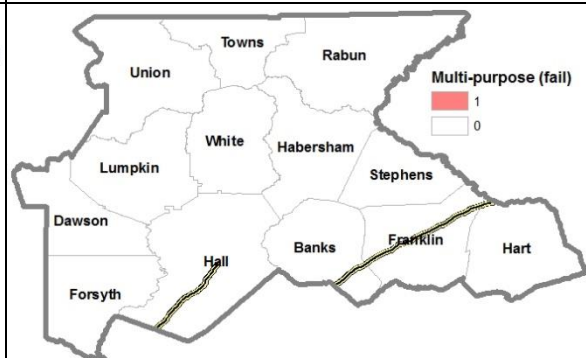 Towns
Rabun
Union
Multi-purpose (fail)
1
0
White
Habersham
Lumpkin
Stephens
Dawson
Hall
Banks
Franklin
Hart
Forsyth